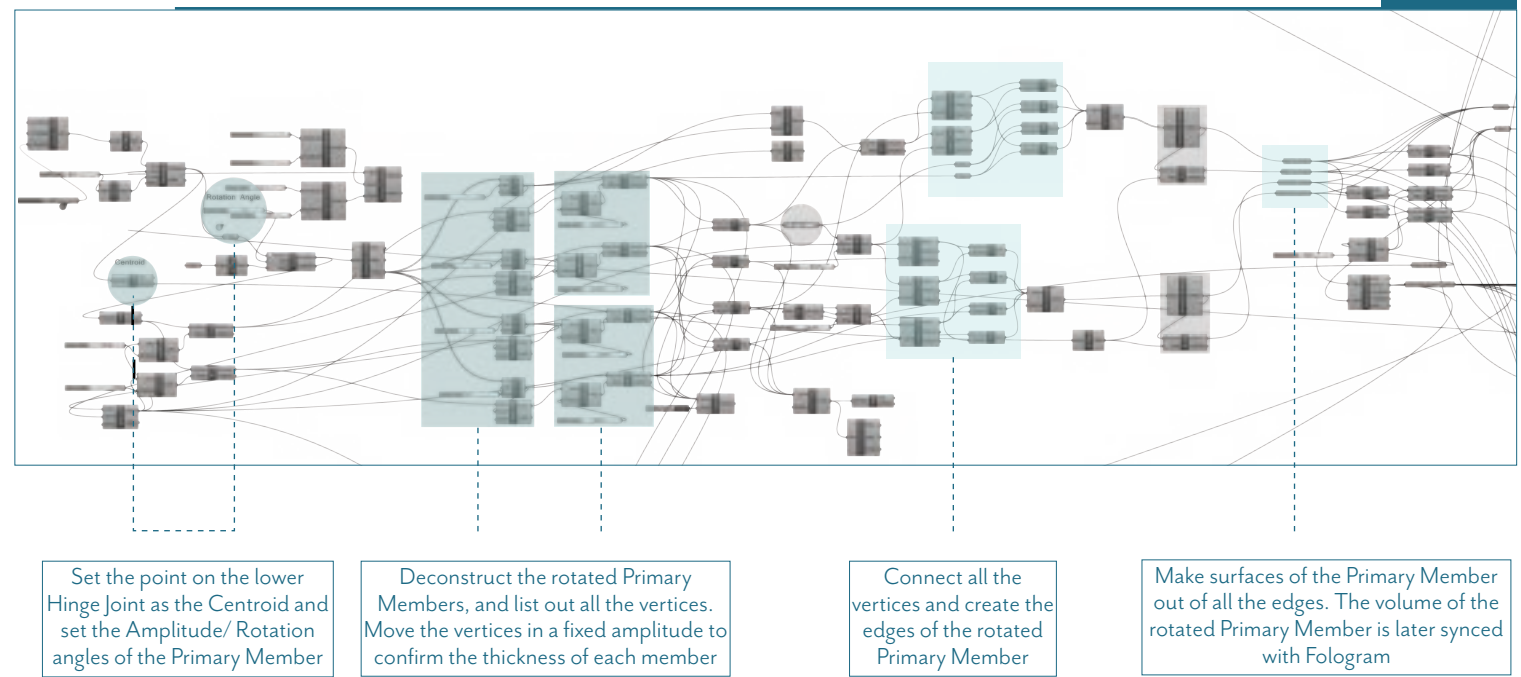 Rotation Angle
Centroid
Set the point on the lower
Hinge Joint as the Centroid and
set the Amplitude/ Rotation
angles of the Primary Member
Deconstruct the rotated Primary
Members, and list out all the vertices.
Move the vertices in a fixed amplitude to
confirm the thickness of each member
Connect all the
vertices and create the
edges of the rotated
Primary Member
Make surfaces of the Primary Member
out of all the edges. The volume of the
rotated Primary Member is later synced
with Fologram